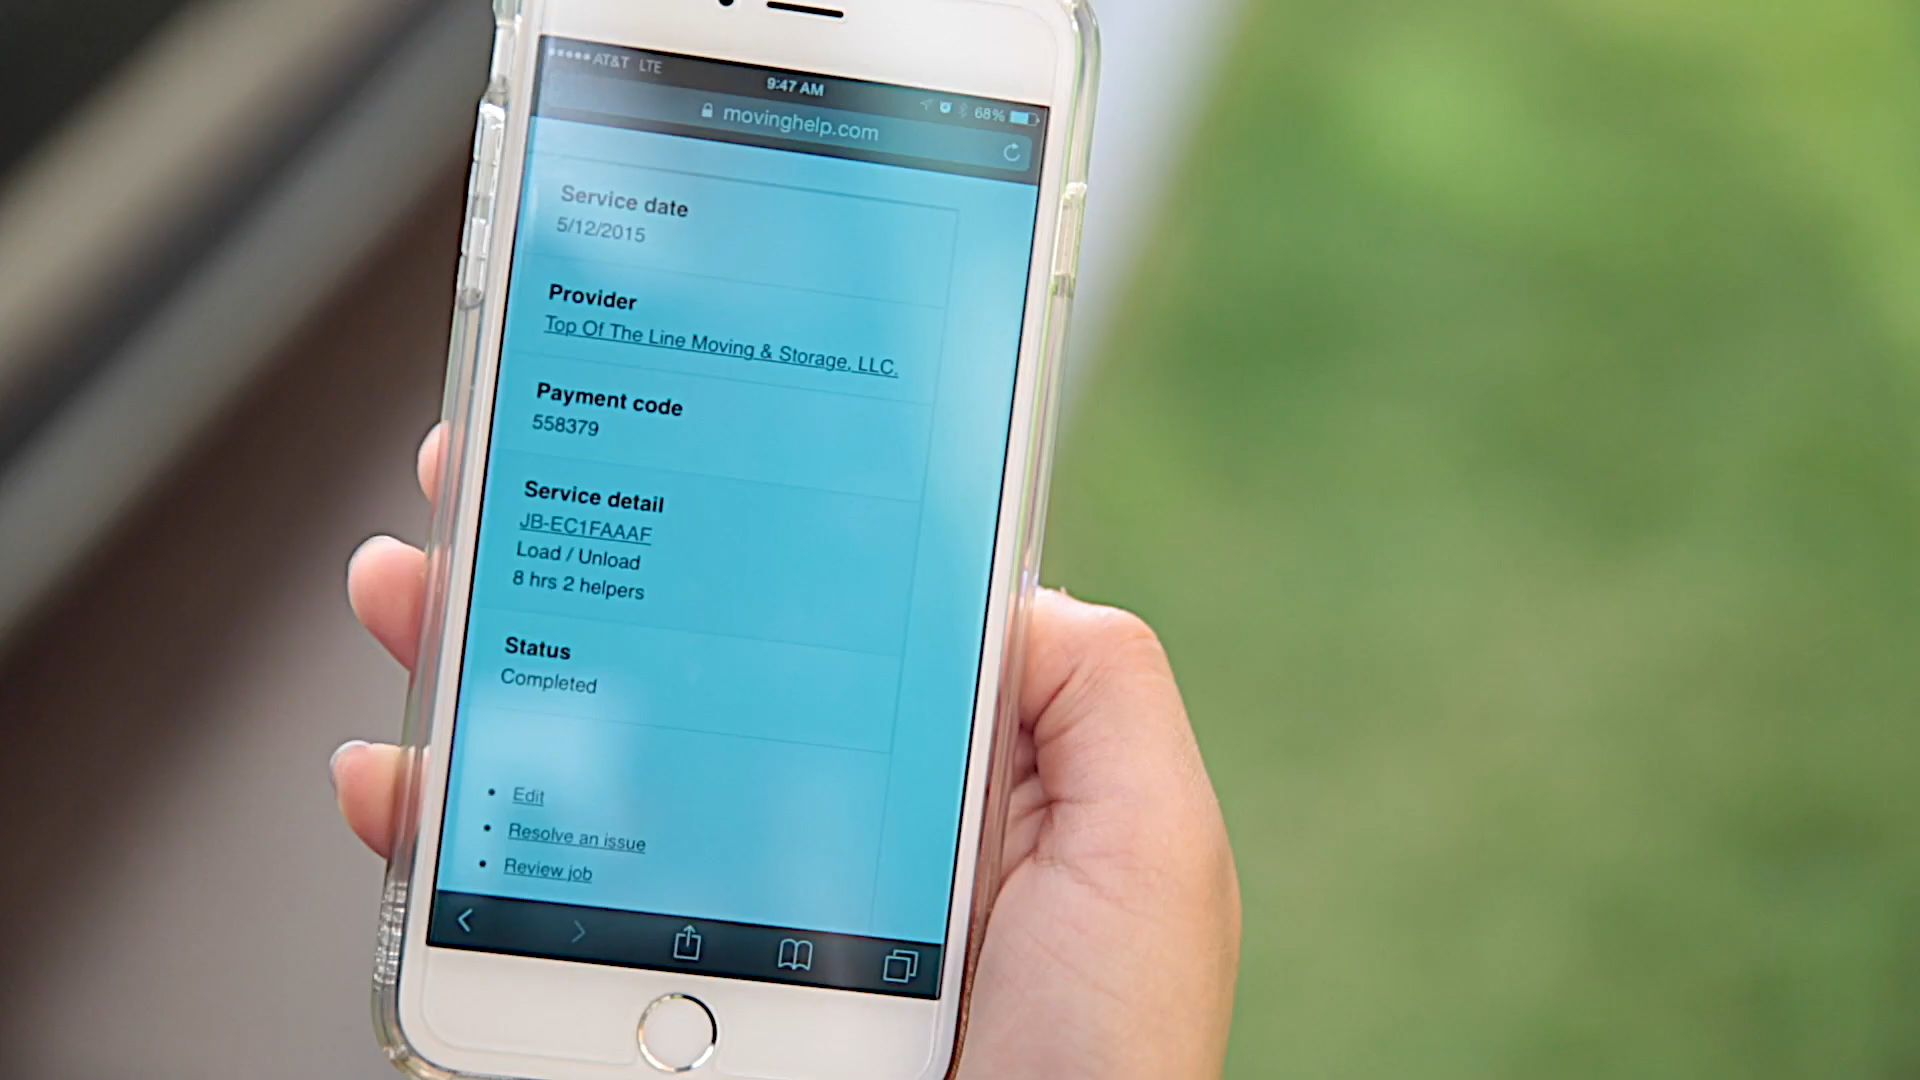 AT&T LTE
9:47 AM
68%
movinghelp.com
Service date
5/12/2015
Provider
Top Of The Line Moving & Storage, LLC.
Payment code
558379
Service detail
JB-EC1FAAAF
Load / Unload
8 hrs 2 helpers
Status
Completed
Edit
Resolve an issue
Review job